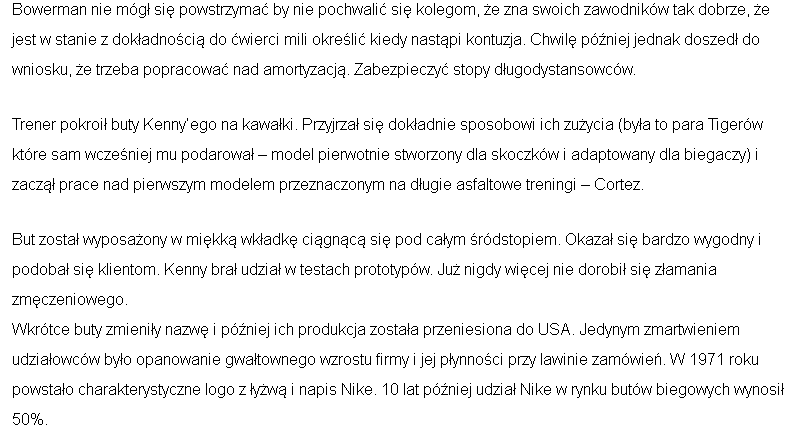 Bowerman nie mógł się powstrzymać by nie pochwalić się kolegom, że zna swoich zawodników tak dobrze, że
jest w stanie z dokładnością do ćwierci mili określić kiedy nastąpi kontuzja. Chwilę później jednak doszedł do
wniosku, że trzeba popracować nad amortyzacją. Zabezpieczyć stopy długodystansowców.
Trener pokroił buty Kenny'ego na kawałki. Przyjrzał się dokładnie sposobowi ich zużycia (była to para Tigerów
które sam wcześniej mu podarował – model pierwotnie stworzony dla skoczków i adaptowany dla biegaczy) i
zaczął prace nad pierwszym modelem przeznaczonym na długie asfaltowe treningi – Cortez.
But został wyposażony w miękką wkładkę ciągnącą się pod całym śródstopiem. Okazał się bardzo wygodny i
podobał się klientom. Kenny brał udział w testach prototypów. Już nigdy więcej nie dorobił się złamania
zmęczeniowego.
Wkrótce buty zmieniły nazwę i później ich produkcja została przeniesiona do USA. Jedynym zmartwieniem
udziałowców było opanowanie gwałtownego wzrostu firmy i jej płynności przy lawinie zamówień. W 1971 roku
powstało charakterystyczne logo z łyżwą i napis Nike. 10 lat później udział Nike w rynku butów biegowych wynosił
50%.